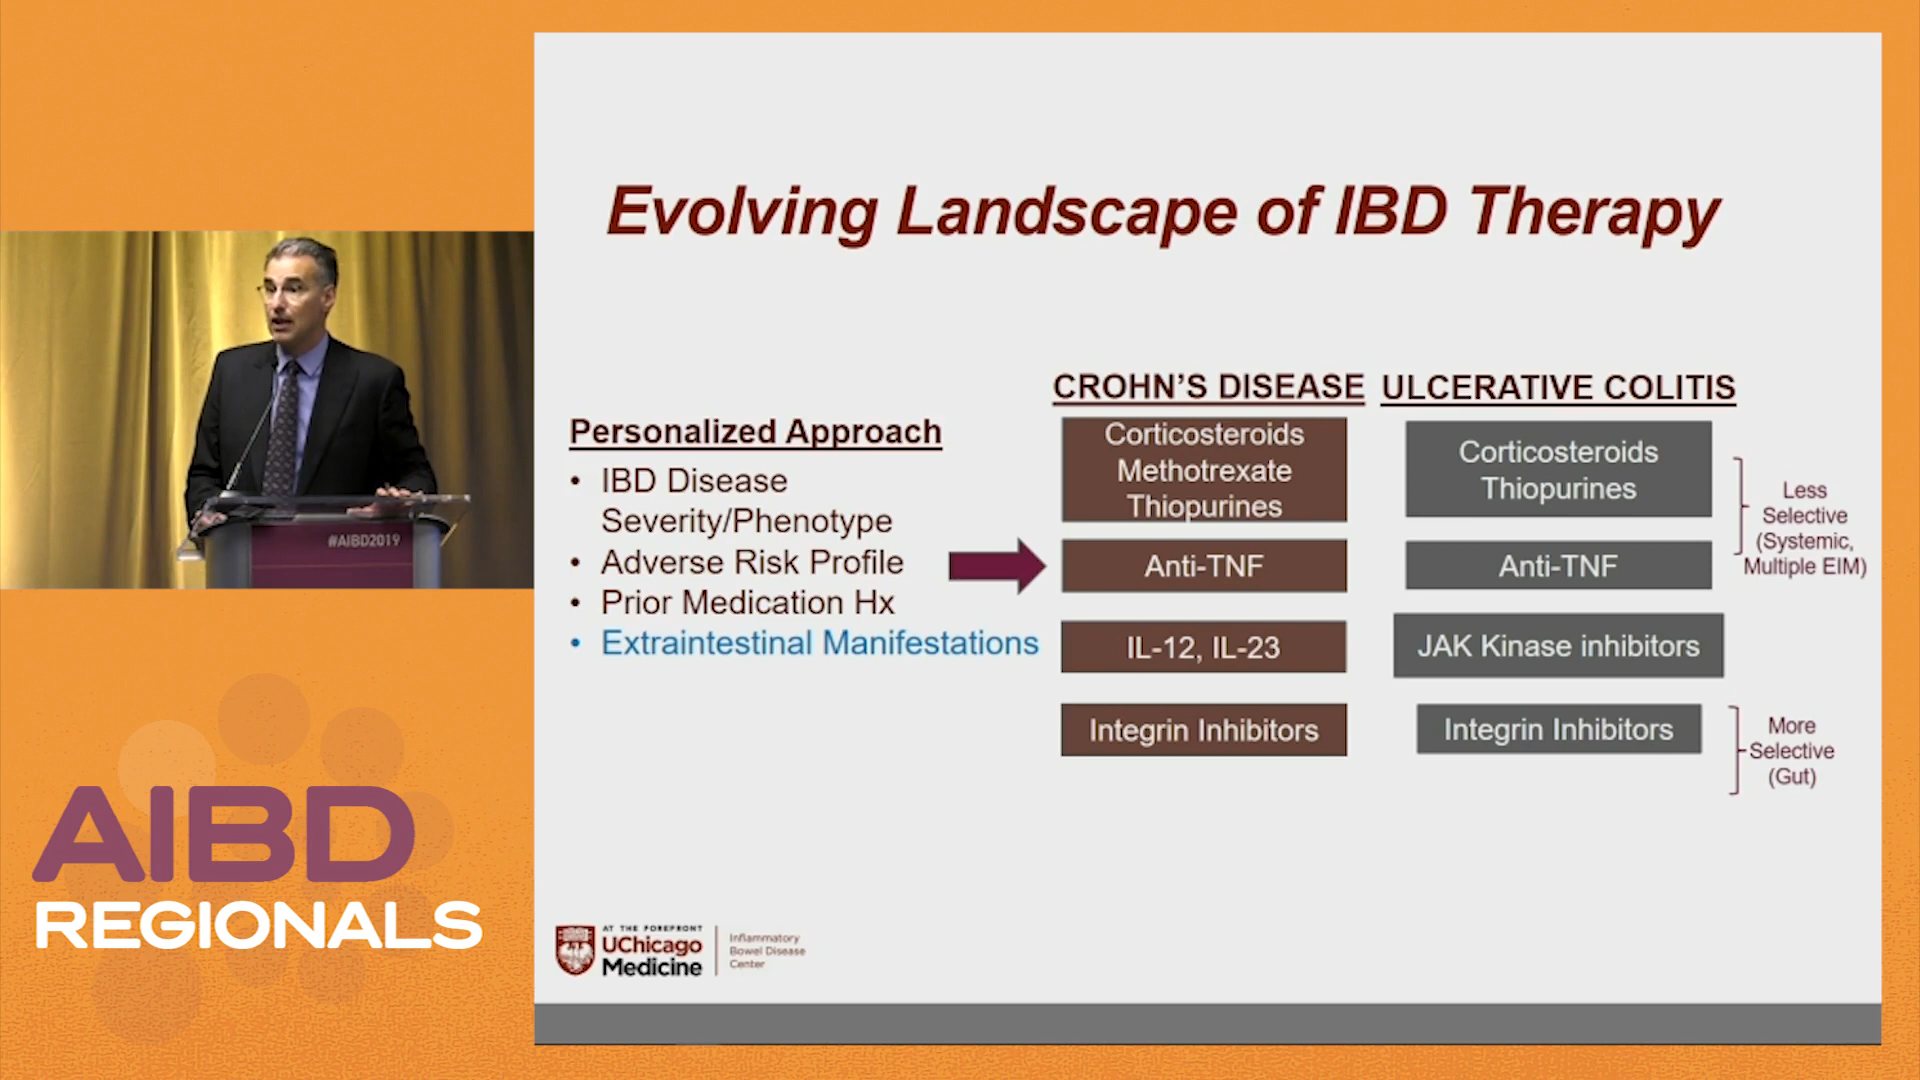 Evolving Landscape of IBD Therapy
Personalized Approach
• IBD Disease
Severity/Phenotype
• Adverse Risk Profile
• Prior Medication Hx
• Extraintestinal Manifestations
CROHN’S DISEASE
Corticosteroids
Methotrexate
Thiopurines
Anti-TNF
IL-12, IL-23
Integrin Inhibitors
ULCERATIVE COLITIS
Corticosteroids
Thiopurines
Anti-TNF
JAK Kinase inhibitors
Integrin Inhibitors
Less
Selective
(Systemic,
Multiple EIM)
More
Selective
(Gut)
#AIBD2019
AIBD
REGIONALS
AT THE FOREFRONT
UChicago
Medicine
Inflammatory
Bowel Disease
Center